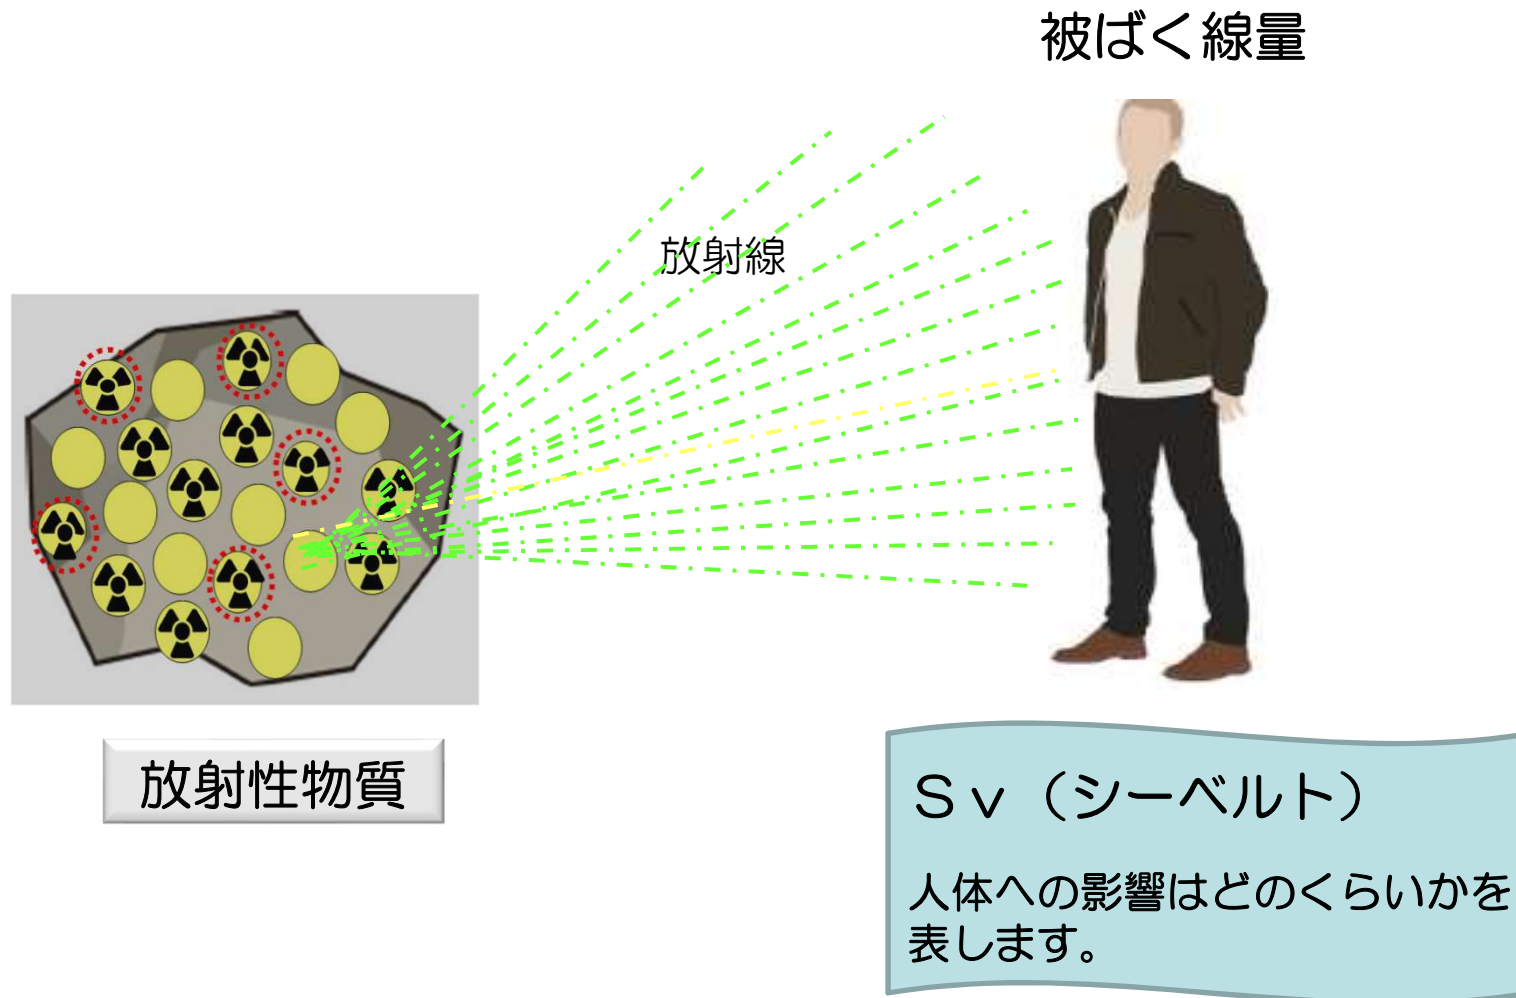 被ばく線量
放射線
放射性物質
Ｓｖ（シーベルト）
人体への影響はどのくらいかを
表します。